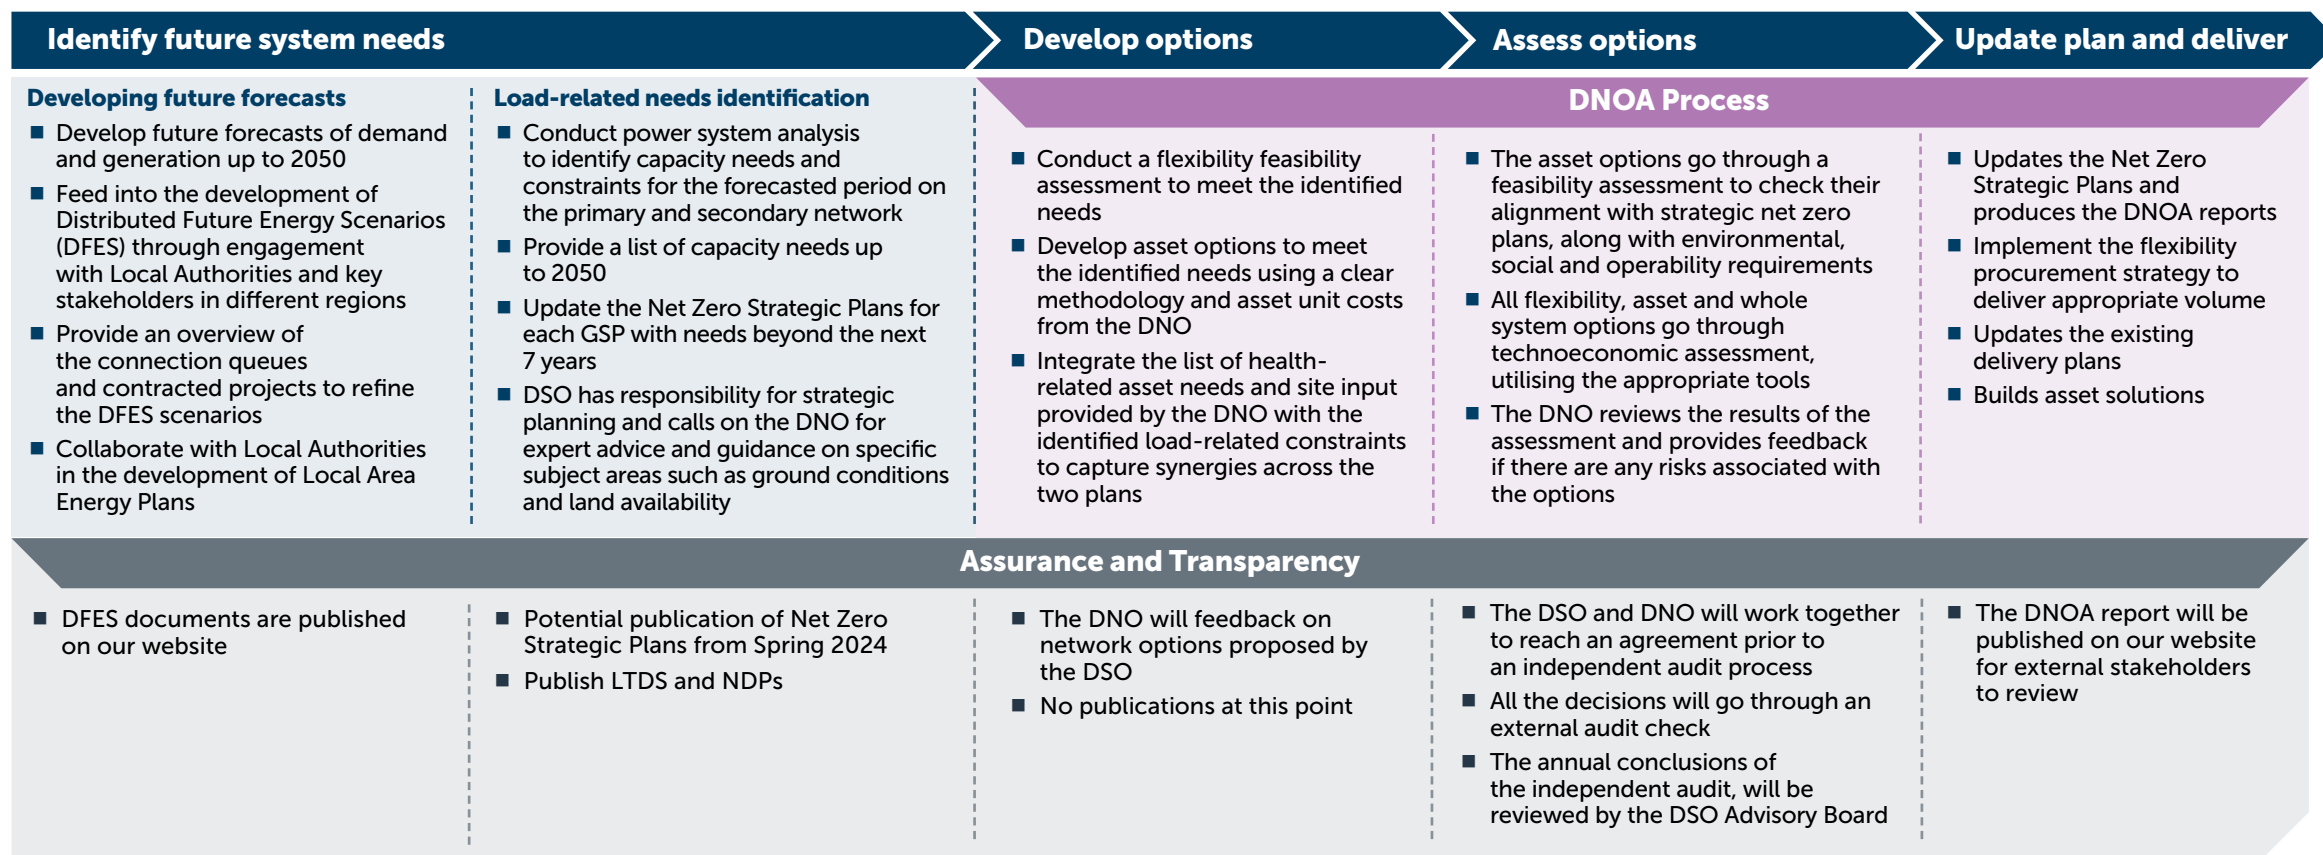 Identify future system needs
Develop options
Assess options
Update plan and deliver
Developing future forecasts
Develop future forecasts of demand
and generation up to 2050
Feed into the development of
Distributed Future Energy Scenarios
(DFES) through engagement
with Local Authorities and key
stakeholders in different regions
Provide an overview of
the connection queues
and contracted projects to refine
the DFES scenarios
Collaborate with Local Authorities
in the development of Local Area
Energy Plans
Load-related needs identification
Conduct power system analysis
to identify capacity needs and
constraints for the forecasted period on
the primary and secondary network
Provide a list of capacity needs up
to 2050
Update the Net Zero Strategic Plans for
each GSP with needs beyond the next
7 years
DSO has responsibility for strategic
planning and calls on the DNO for
expert advice and guidance on specific
subject areas such as ground conditions
and land availability
DNOA Process
Conduct a flexibility feasibility
assessment to meet the identified
needs
Develop asset options to meet
the identified needs using a clear
methodology and asset unit costs
from the DNO
Integrate the list of health-
related asset needs and site input
provided by the DNO with the
identified load-related constraints
to capture synergies across the
two plans
The asset options go through a
feasibility assessment to check their
alignment with strategic net zero
plans, along with environmental,
social and operability requirements
All flexibility, asset and whole
system options go through
technoeconomic assessment,
utilising the appropriate tools
The DNO reviews the results of the
assessment and provides feedback
if there are any risks associated with
the options
Updates the Net Zero
Strategic Plans and
produces the DNOA reports
Implement the flexibility
procurement strategy to
deliver appropriate volume
Updates the existing
delivery plans
Builds asset solutions
Assurance and Transparency
DFES documents are published
on our website
Potential publication of Net Zero
Strategic Plans from Spring 2024
Publish LTDS and NDPs
The DNO will feedback on
network options proposed by
the DSO
No publications at this point
The DSO and DNO will work together
to reach an agreement prior to
an independent audit process
All the decisions will go through an
external audit check
The annual conclusions of
the independent audit, will be
reviewed by the DSO Advisory Board
The DNOA report will be
published on our website
for external stakeholders
to review